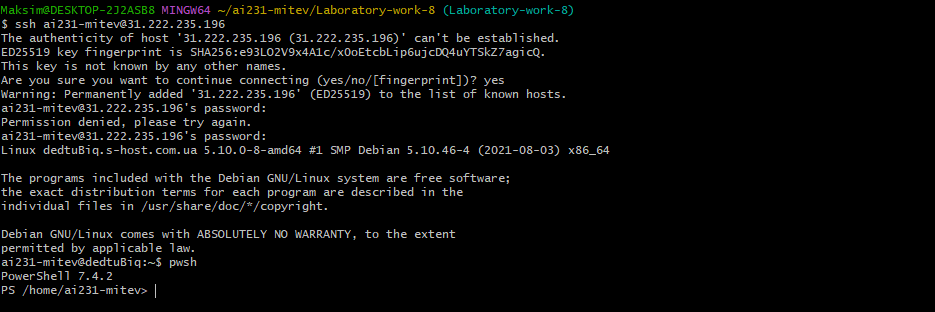 Maksim@DESKTOP-2J2ASB8 MINGW64 ~/ai231-mitev/Laboratory-work-8 (Laboratory-work-8)
$ ssh ai231-mitev@31.222.235.196
The authenticity of host '31.222.235.196 (31.222.235.196)' can't be established.
ED25519 key fingerprint is SHA256:e93LO2V9x4A1c/xOoEtcbLip6ujcDQ4uYTSkZ7agicQ.
This key is not known by any other names.
Are you sure you want to continue connecting (yes/no/[fingerprint])? yes
Warning: Permanently added '31.222.235.196' (ED25519) to the list of known hosts.
ai231-mitev@31.222.235.196's password:
Permission denied, please try again.
ai231-mitev@31.222.235.196's password:
Linux dedtuBiq.s-host.com.ua 5.10.0-8-amd64 #1 SMP Debian 5.10.46-4 (2021-08-03) x86_64
The programs included with the Debian GNU/Linux system are free software;
the exact distribution terms for each program are described in the
individual files in /usr/share/doc/*/copyright.
Debian GNU/Linux comes with ABSOLUTELY NO WARRANTY, to the extent
permitted by applicable law.
ai231-mitev@dedtuBiq:~$ pwsh
PowerShell 7.4.2
PS /home/ai231-mitev>